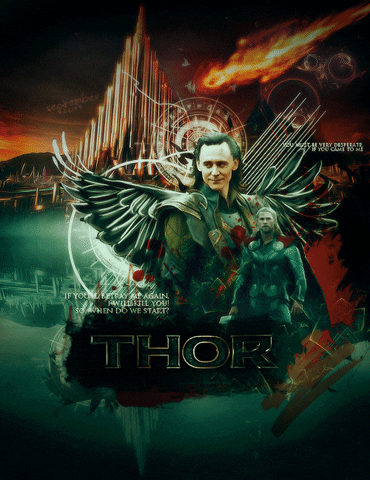 YOU MUST BE VERY DESPERATE,
IF YOU CAME TO ME
IF YOU BETRAY ME AGAIN,
I WILL KILL YOU!
SO, WHEN DO WE START?
THOR